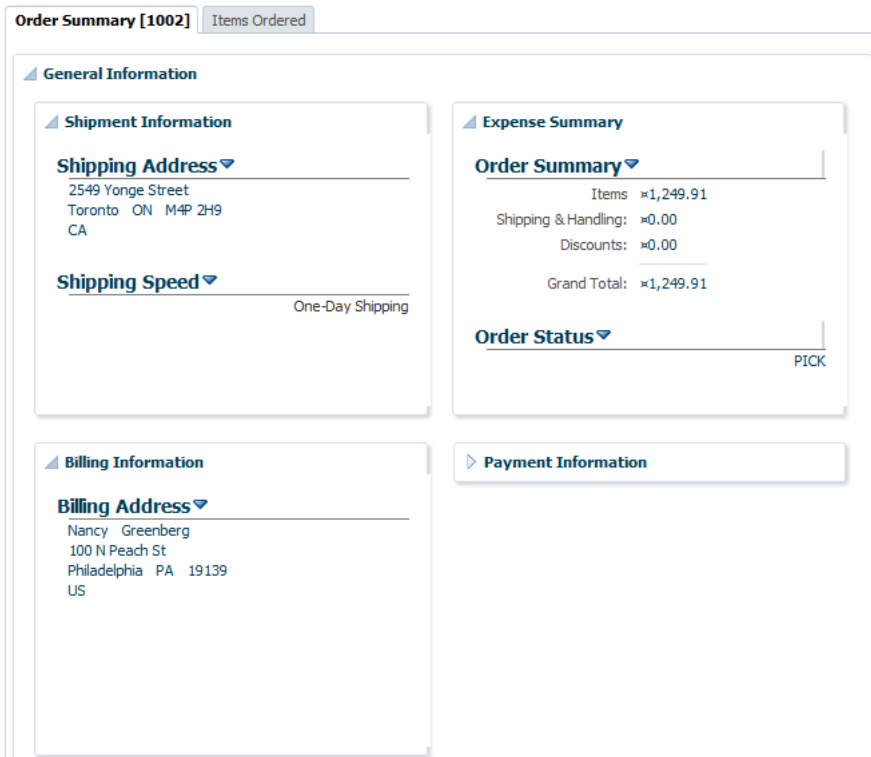 Order Summary [1002]
Items Ordered
General Information
Shipment Information
Shipping Address
2549 Yonge Street
Toronto ON M4P 2H9
CA
Shipping Speed
One-Day Shipping
Expense Summary
Order Summary
Items ¤1,249.91
Shipping & Handling: ¤0.00
Discounts: ¤0.00
Grand Total: ¤1,249.91
Order Status
PICK
Billing Information
Billing Address
Nancy Greenberg
100 N Peach St
Philadelphia PA 19139
US
Payment Information